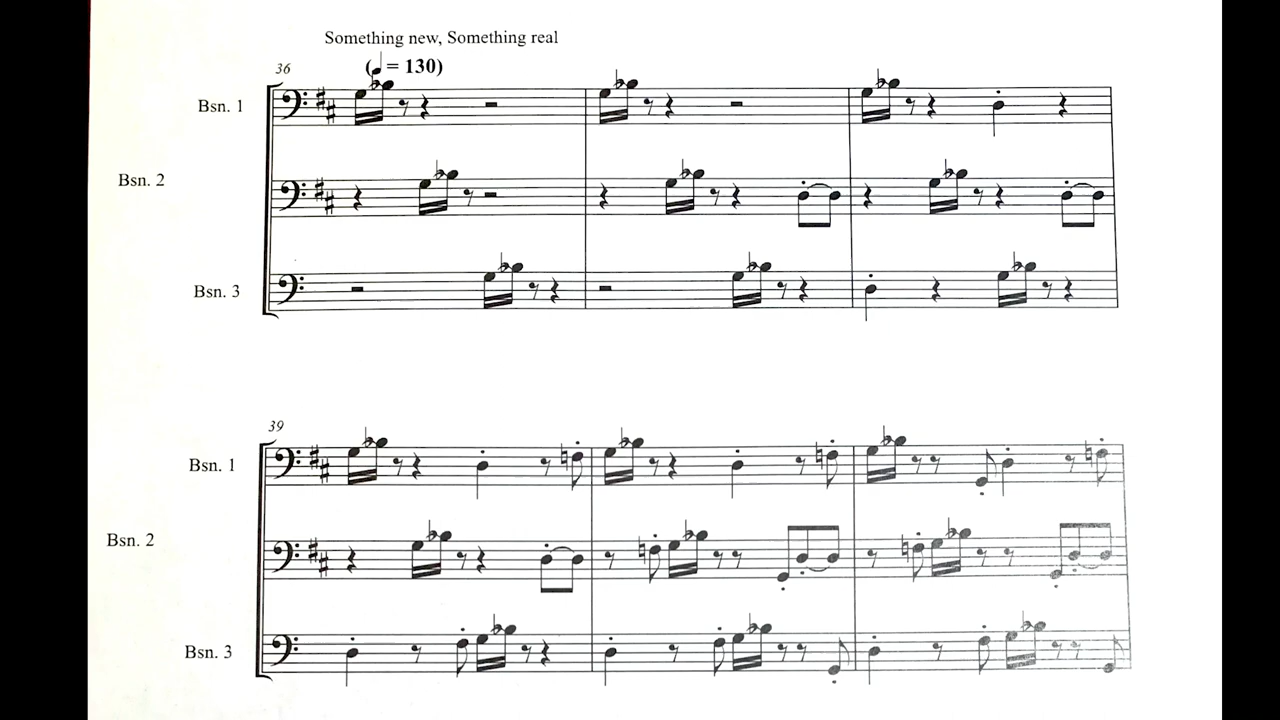 Something new, Something real
36
(♩ = 130)
Bsn. 1
Bsn. 2
Bsn. 3
39
Bsn. 1
Bsn. 2
Bsn. 3